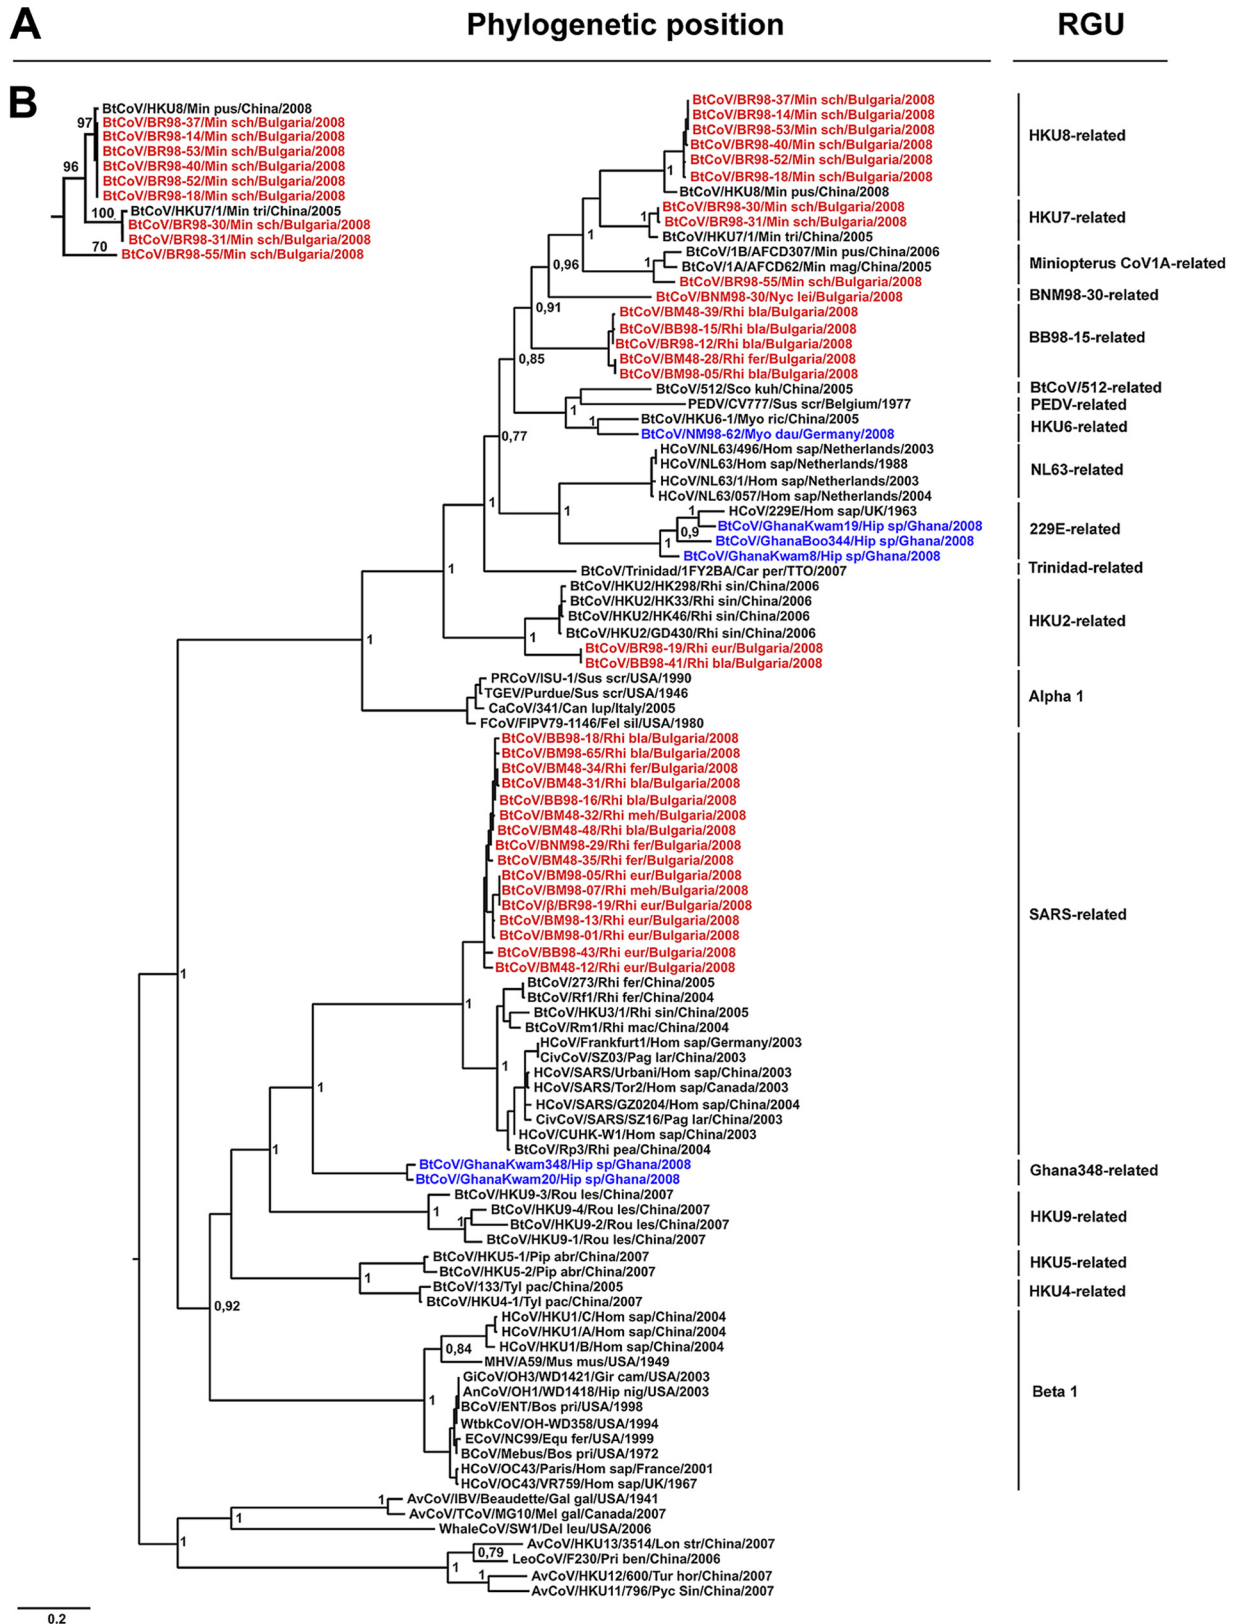 A
Phylogenetic position
RGU
B
BtCoV/HKU8/Min pus/China/2008
97
BtCoV/BR98-37/Min sch/Bulgaria/2008
BtCoV/BR98-14/Min sch/Bulgaria/2008
BtCoV/BR98-53/Min sch/Bulgaria/2008
96
BtCoV/BR98-40/Min sch/Bulgaria/2008
BtCoV/BR98-52/Min sch/Bulgaria/2008
BtCoV/BR98-18/Min sch/Bulgaria/2008
100
BtCoV/HKU7/1/Min tri/China/2005
BtCoV/BR98-30/Min sch/Bulgaria/2008
BtCoV/BR98-31/Min sch/Bulgaria/2008
70
BtCoV/BR98-55/Min sch/Bulgaria/2008
BtCoV/BR98-37/Min sch/Bulgaria/2008
BtCoV/BR98-14/Min sch/Bulgaria/2008
BtCoV/BR98-53/Min sch/Bulgaria/2008
HKU8-related
BtCoV/BR98-40/Min sch/Bulgaria/2008
BtCoV/BR98-52/Min sch/Bulgaria/2008
1
BtCoV/BR98-18/Min sch/Bulgaria/2008
BtCoV/HKU8/Min pus/China/2008
BtCoV/BR98-30/Min sch/Bulgaria/2008
1
HKU7-related
BtCoV/BR98-31/Min sch/Bulgaria/2008
1
BtCoV/HKU7/1/Min tri/China/2005
BtCoV/1B/AFCD307/Min pus/China/2006
0,96
1
Miniopterus CoV1A-related
BtCoV/1A/AFCD62/Min mag/China/2005
BtCoV/BR98-55/Min sch/Bulgaria/2008
BtCoV/BNM98-30/Nyc lei/Bulgaria/2008
BNM98-30-related
0,91
BtCoV/BM48-39/Rhi bla/Bulgaria/2008
BtCoV/BB98-15/Rhi bla/Bulgaria/2008
BB98-15-related
BtCoV/BR98-12/Rhi bla/Bulgaria/2008
0,85
BtCoV/BM48-28/Rhi fer/Bulgaria/2008
BtCoV/BM98-05/Rhi bla/Bulgaria/2008
BtCoV/512/Sco kuh/China/2005
BtCoV/512-related
1
PEDV/CV777/Sus scr/Belgium/1977
PEDV-related
1
BtCoV/HKU6-1/Myo ric/China/2005
HKU6-related
0,77
BtCoV/NM98-62/Myo dau/Germany/2008
HCoV/NL63/496/Hom sap/Netherlands/2003
HCoV/NL63/Hom sap/Netherlands/1988
NL63-related
HCoV/NL63/1/Hom sap/Netherlands/2003
HCoV/NL63/057/Hom sap/Netherlands/2004
1
1
1
HCoV/229E/Hom sap/UK/1963
BtCoV/GhanaKwam19/Hip sp/Ghana/2008
229E-related
0,9
1
BtCoV/GhanaBoo344/Hip sp/Ghana/2008
BtCoV/GhanaKwam8/Hip sp/Ghana/2008
1
BtCoV/Trinidad/1FY2BA/Car per/TTO/2007
Trinidad-related
BtCoV/HKU2/HK298/Rhi sin/China/2006
BtCoV/HKU2/HK33/Rhi sin/China/2006
BtCoV/HKU2/HK46/Rhi sin/China/2006
HKU2-related
1
1
BtCoV/HKU2/GD430/Rhi sin/China/2006
BtCoV/BR98-19/Rhi eur/Bulgaria/2008
BtCoV/BB98-41/Rhi bla/Bulgaria/2008
PRCoV/ISU-1/Sus scr/USA/1990
TGEV/Purdue/Sus scr/USA/1946
Alpha 1
CaCoV/341/Can lup/Italy/2005
FCoV/FIPV79-1146/Fel sil/USA/1980
BtCoV/BB98-18/Rhi bla/Bulgaria/2008
BtCoV/BM98-65/Rhi bla/Bulgaria/2008
BtCoV/BM48-34/Rhi fer/Bulgaria/2008
BtCoV/BM48-31/Rhi bla/Bulgaria/2008
BtCoV/BB98-16/Rhi bla/Bulgaria/2008
BtCoV/BM48-32/Rhi meh/Bulgaria/2008
BtCoV/BM48-48/Rhi bla/Bulgaria/2008
BtCoV/BNM98-29/Rhi fer/Bulgaria/2008
BtCoV/BM48-35/Rhi fer/Bulgaria/2008
BtCoV/BM98-05/Rhi eur/Bulgaria/2008
BtCoV/BM98-07/Rhi meh/Bulgaria/2008
BtCoV/β/BR98-19/Rhi eur/Bulgaria/2008
SARS-related
BtCoV/BM98-13/Rhi eur/Bulgaria/2008
BtCoV/BM98-01/Rhi eur/Bulgaria/2008
BtCoV/BB98-43/Rhi eur/Bulgaria/2008
BtCoV/BM48-12/Rhi eur/Bulgaria/2008
1
BtCoV/273/Rhi fer/China/2005
BtCoV/Rf1/Rhi fer/China/2004
1
BtCoV/HKU3/1/Rhi sin/China/2005
BtCoV/Rm1/Rhi mac/China/2004
HCoV/Frankfurt1/Hom sap/Germany/2003
CivCoV/SZ03/Pag lar/China/2003
1
HCoV/SARS/Urbani/Hom sap/China/2003
1
HCoV/SARS/Tor2/Hom sap/Canada/2003
HCoV/SARS/GZ0204/Hom sap/China/2004
CivCoV/SARS/SZ16/Pag lar/China/2003
HCoV/CUHK-W1/Hom sap/China/2003
1
BtCoV/Rp3/Rhi pea/China/2004
BtCoV/GhanaKwam348/Hip sp/Ghana/2008
Ghana348-related
BtCoV/GhanaKwam20/Hip sp/Ghana/2008
BtCoV/HKU9-3/Rou les/China/2007
1
BtCoV/HKU9-4/Rou les/China/2007
HKU9-related
1
BtCoV/HKU9-2/Rou les/China/2007
BtCoV/HKU9-1/Rou les/China/2007
BtCoV/HKU5-1/Pip abr/China/2007
HKU5-related
1
BtCoV/HKU5-2/Pip abr/China/2007
BtCoV/133/Tyl pac/China/2005
HKU4-related
0,92
BtCoV/HKU4-1/Tyl pac/China/2007
HCoV/HKU1/C/Hom sap/China/2004
HCoV/HKU1/A/Hom sap/China/2004
0,84
HCoV/HKU1/B/Hom sap/China/2004
MHV/A59/Mus mus/USA/1949
GiCoV/OH3/WD1421/Gir cam/USA/2003
1
AnCoV/OH1/WD1418/Hip nig/USA/2003
Beta 1
BCoV/ENT/Bos pri/USA/1998
WtbkCoV/OH-WD358/USA/1994
ECoV/NC99/Equ fer/USA/1999
BCoV/Mebus/Bos pri/USA/1972
HCoV/OC43/Paris/Hom sap/France/2001
HCoV/OC43/VR759/Hom sap/UK/1967
1
AvCoV/IBV/Beaudette/Gal gal/USA/1941
1
AvCoV/TCoV/MG10/Mel gal/Canada/2007
WhaleCoV/SW1/Del leu/USA/2006
1
AvCoV/HKU13/3514/Lon str/China/2007
0,79
LeoCoV/F230/Pri ben/China/2006
1
1
AvCoV/HKU12/600/Tur hor/China/2007
AvCoV/HKU11/796/Pyc Sin/China/2007
0.2